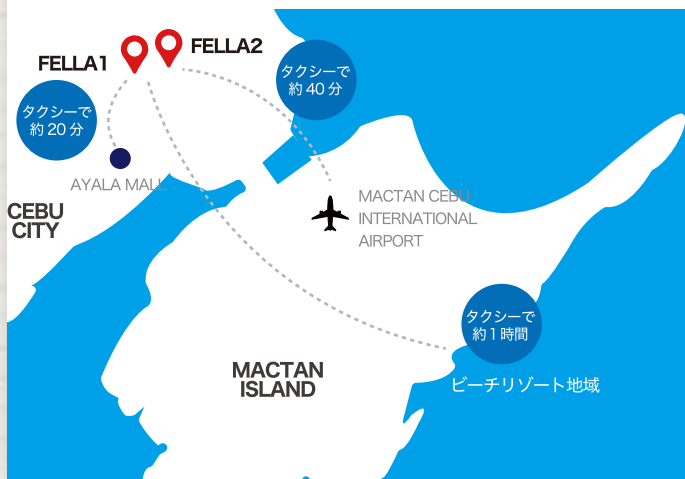 FELLA1
FELLA2
タクシーで
約40分
タクシーで
約20分
AYALA MALL
CEBU
CITY
MACTAN CEBU
INTERNATIONAL
AIRPORT
タクシーで
約1時間
MACTAN
ISLAND
ビーチリゾート地域